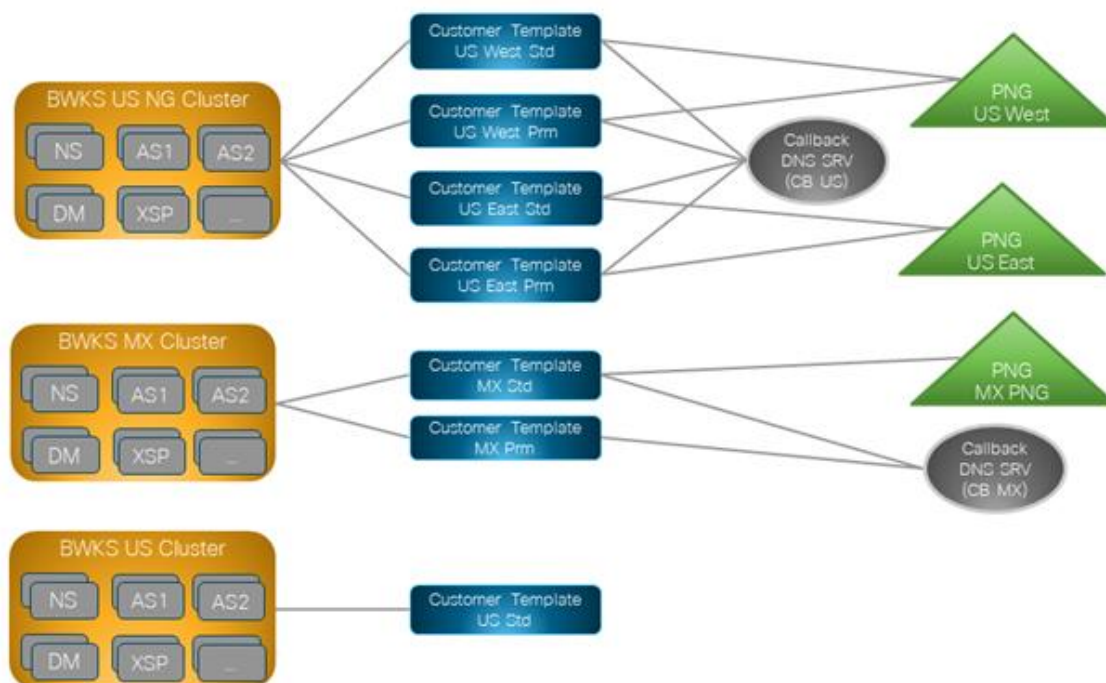 BWKS US NG Cluster
NS
AS1
AS2
DM
XSP
...
Customer Template
US West Std
Customer Template
US West Prm
Customer Template
US East Std
Customer Template
US East Prm
Callback
DNS SRV
(CB US)
PNG
US West
PNG
US East
BWKS MX Cluster
NS
AS1
AS2
DM
XSP
...
Customer Template
MX Std
Customer Template
MX Prm
PNG
MX PNG
Callback
DNS SRV
(CB MX)
BWKS US Cluster
NS
AS1
AS2
DM
XSP
...
Customer Template
US Std